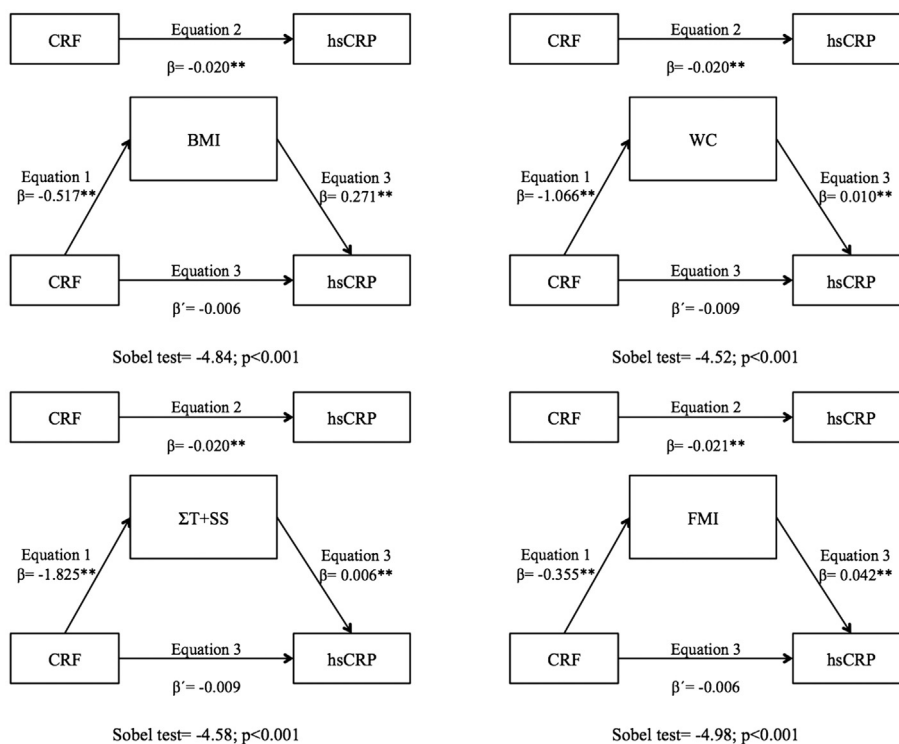 CRF
Equation 2
hsCRP
β= -0.020**
BMI
Equation 1
β= -0.517**
Equation 3
β= 0.271**
CRF
Equation 3
hsCRP
β´= -0.006
Sobel test= -4.84; p<0.001
CRF
Equation 2
hsCRP
β= -0.020**
WC
Equation 1
β= -1.066**
Equation 3
β= 0.010**
CRF
Equation 3
hsCRP
β´= -0.009
Sobel test= -4.52; p<0.001
CRF
Equation 2
hsCRP
β= -0.020**
ΣT+SS
Equation 1
β= -1.825**
Equation 3
β= 0.006**
CRF
Equation 3
hsCRP
β´= -0.009
Sobel test= -4.58; p<0.001
CRF
Equation 2
hsCRP
β= -0.021**
FMI
Equation 1
β= -0.355**
Equation 3
β= 0.042**
CRF
Equation 3
hsCRP
β´= -0.006
Sobel test= -4.98; p<0.001